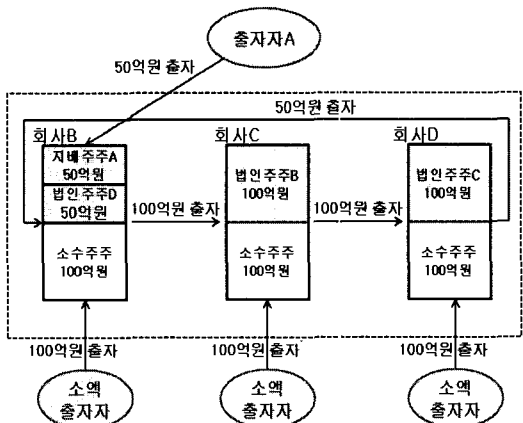 출자자A
50억원 출자
50억원 출자
회사B
회사C
회사D
지배주주A
50억원
법인주주D
50억원
소수주주
100억원
100억원 출자
법인주주B
100억원
소수주주
100억원
100억원 출자
법인주주C
100억원
소수주주
100억원
100억원 출자
100억원 출자
100억원 출자
소액
출자자
소액
출자자
소액
출자자